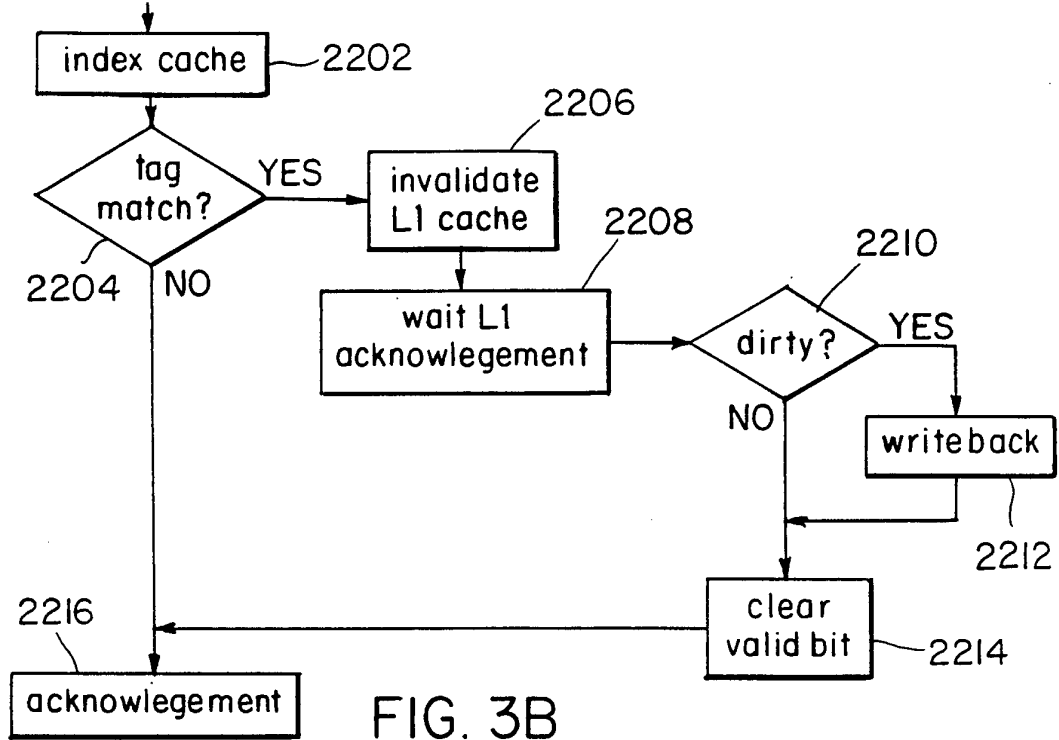 index cache
2202
2206
tag
match?
YES
invalidate
L1 cache
2204
NO
2208
2210
wait L1
acknowlegement
dirty?
YES
NO
writeback
2212
2216
clear
valid bit
2214
acknowlegement
FIG. 3B